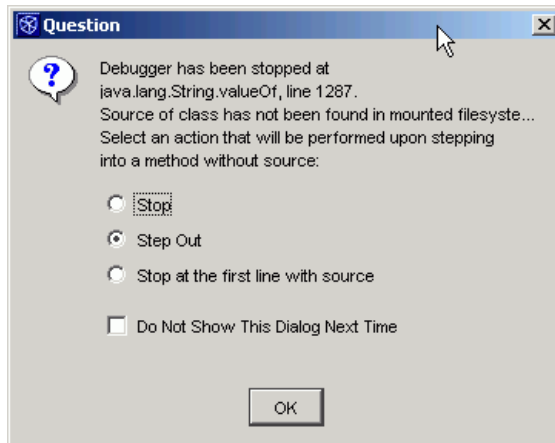 Question
Debugger has been stopped at
java.lang.String.valueOf, line 1287.
Source of class has not been found in mounted filesyste...
Select an action that will be performed upon stepping
into a method without source:
Stop
Step Out
Stop at the first line with source
Do Not Show This Dialog Next Time
OK